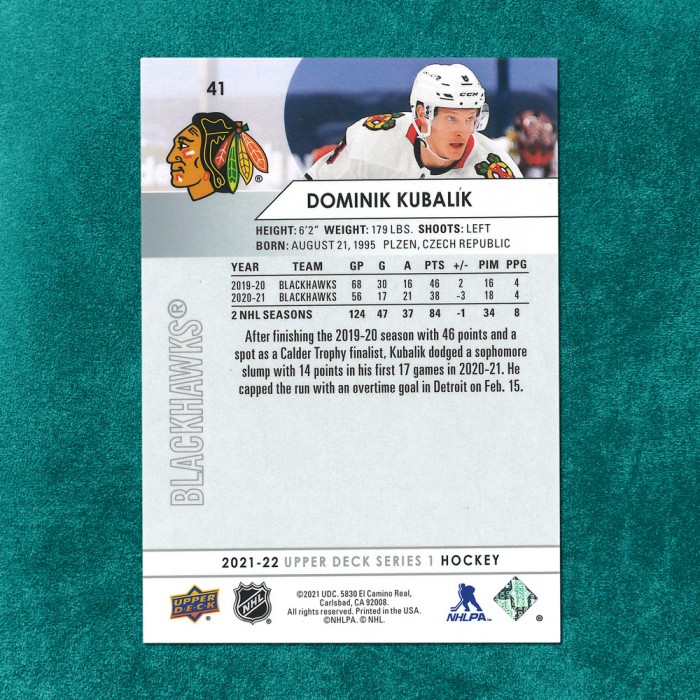 41
DOMINIK KUBALÍK
HEIGHT: 6'2" WEIGHT: 179 LBS. SHOOTS: LEFT
BORN: AUGUST 21, 1995 PLZEN, CZECH REPUBLIC
YEAR TEAM GP G A PTS +/- PIM PPG
2019-20 BLACKHAWKS 68 30 16 46 2 16 4
2020-21 BLACKHAWKS 56 17 21 38 -3 18 4
2 NHL SEASONS 124 47 37 84 -1 34 8
After finishing the 2019-20 season with 46 points and a
spot as a Calder Trophy finalist, Kubalík dodged a sophomore
slump with 14 points in his first 17 games in 2020-21. He
capped the run with an overtime goal in Detroit on Feb. 15.
BLACKHAWKS®
2021-22 UPPER DECK SERIES 1 HOCKEY
UPPER DECK
NHL
©2021 UDC. 5830 El Camino Real,
Carlsbad, CA 92008.
All rights reserved. Printed in the USA.
©NHLPA. © NHL.
NHLPA